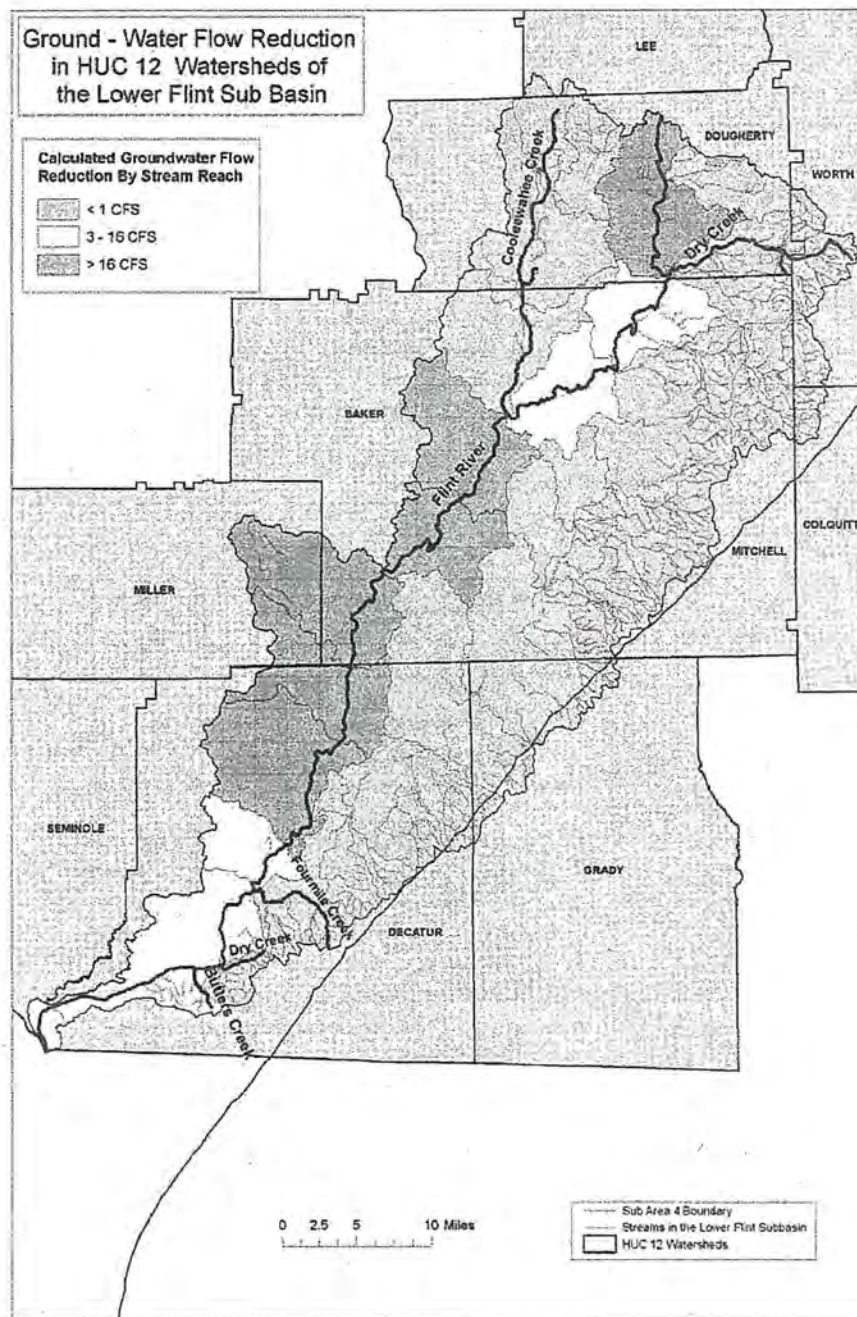 Ground - Water Flow Reduction
in HUC 12 Watersheds of
the Lower Flint Sub Basin
Calculated Groundwater Flow
Reduction By Stream Reach
< 1 CFS
3 - 16 CFS
> 16 CFS
LEE
DOUGHERTY
WORTH
Cooleewahee Creek
Dry Creek
BAKER
Flint River
COLQUITT
MITCHELL
MILLER
SEMINOLE
GRADY
Fourmile Creek
DECATUR
Dry Creek
Butlers Creek
0 2.5 5 10 Miles
Sub Area 4 Boundary
Streams in the Lower Flint Subbasin
HUC 12 Watersheds